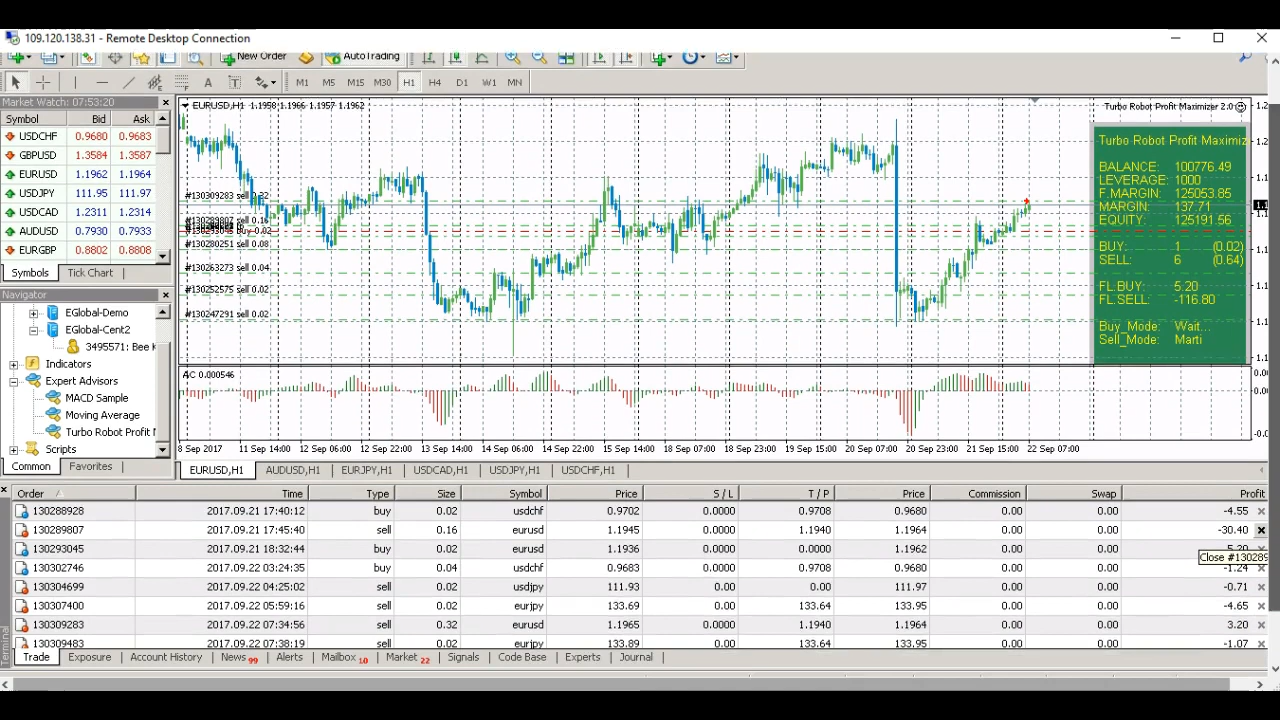 109.120.138.31 - Remote Desktop Connection
New Order AutoTrading
M1 M5 M15 M30 H1 H4 D1 W1 MN
Market Watch: 07:53:20
Symbol Bid Ask
USDCHF 0.9680 0.9683
GBPUSD 1.3584 1.3587
EURUSD 1.1962 1.1964
USDJPY 111.95 111.97
USDCAD 1.2311 1.2314
AUDUSD 0.7930 0.7933
EURGBP 0.8802 0.8808
Symbols Tick Chart
Navigator
EGlobal-Demo
EGlobal-Cent2
3495571: Bee
Indicators
Expert Advisors
MACD Sample
Moving Average
Turbo Robot Profit
Scripts
Common Favorites
EURUSD,H1 1.1958 1.1966 1.1957 1.1962
Turbo Robot Profit Maximizer 2.0
#130309283 sell 0.32
#130289807 sell 0.16
#130280251 sell 0.08
#130263273 sell 0.04
#130252575 sell 0.02
#130247291 sell 0.02
Turbo Robot Profit Maximiz
BALANCE: 100776.49
LEVERAGE: 1000
F.MARGIN: 125053.85
MARGIN: 137.71
EQUITY: 125191.56
BUY: 1 (0.02)
SELL: 6 (0.64)
FL.BUY: 5.20
FL.SELL: -116.80
Buy_Mode: Wait...
Sell_Mode: Marti
AC 0.000546
8 Sep 2017 11 Sep 14:00 12 Sep 06:00 12 Sep 22:00 13 Sep 14:00 14 Sep 06:00 14 Sep 22:00 15 Sep 14:00 18 Sep 07:00 18 Sep 23:00 19 Sep 15:00 20 Sep 07:00 20 Sep 23:00 21 Sep 15:00 22 Sep 07:00
EURUSD,H1 AUDUSD,H1 EURJPY,H1 USDCAD,H1 USDJPY,H1 USDCHF,H1
Order Time Type Size Symbol Price S / L T / P Price Commission Swap Profit
130288928 2017.09.21 17:40:12 buy 0.02 usdchf 0.9702 0.0000 0.9708 0.9680 0.00 0.00 -4.55
130289807 2017.09.21 17:45:40 sell 0.16 eurusd 1.1945 0.0000 1.1940 1.1964 0.00 0.00 -30.40
130293045 2017.09.21 18:32:44 buy 0.02 eurusd 1.1936 0.0000 0.0000 1.1962 0.00 0.00 5.20
Close #130289
130302746 2017.09.22 03:24:35 buy 0.04 usdchf 0.9683 0.0000 0.9708 0.9680 0.00 0.00 -1.24
130304699 2017.09.22 04:25:02 sell 0.02 usdjpy 111.93 0.00 0.00 111.97 0.00 0.00 -0.71
130307400 2017.09.22 05:59:16 sell 0.02 eurjpy 133.69 0.00 133.64 133.95 0.00 0.00 -4.65
130309283 2017.09.22 07:34:56 sell 0.32 eurusd 1.1965 0.0000 1.1940 1.1964 0.00 0.00 3.20
130309483 2017.09.22 07:38:19 sell 0.02 eurjpy 133.89 0.00 133.64 133.95 0.00 0.00 -1.07
Terminal
Trade Exposure Account History News 99 Alerts Mailbox 10 Market 22 Signals Code Base Experts Journal